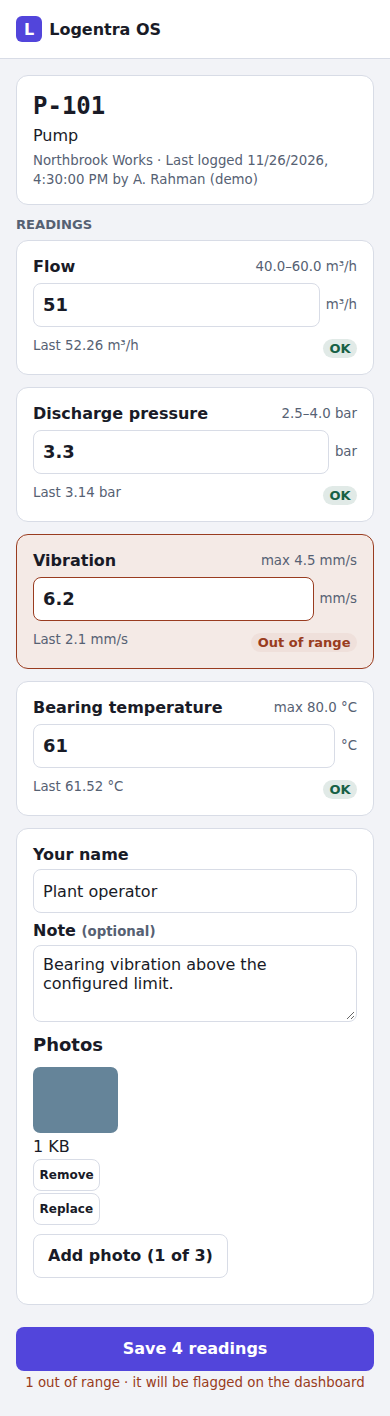 L Logentra OS
P-101
Pump
Northbrook Works · Last logged 11/26/2026,
4:30:00 PM by A. Rahman (demo)
READINGS
Flow 40.0–60.0 m³/h
51 m³/h
Last 52.26 m³/h OK
Discharge pressure 2.5–4.0 bar
3.3 bar
Last 3.14 bar OK
Vibration max 4.5 mm/s
6.2 mm/s
Last 2.1 mm/s Out of range
Bearing temperature max 80.0 °C
61 °C
Last 61.52 °C OK
Your name
Plant operator
Note (optional)
Bearing vibration above the
configured limit.
Photos
1 KB
Remove
Replace
Add photo (1 of 3)
Save 4 readings
1 out of range · it will be flagged on the dashboard